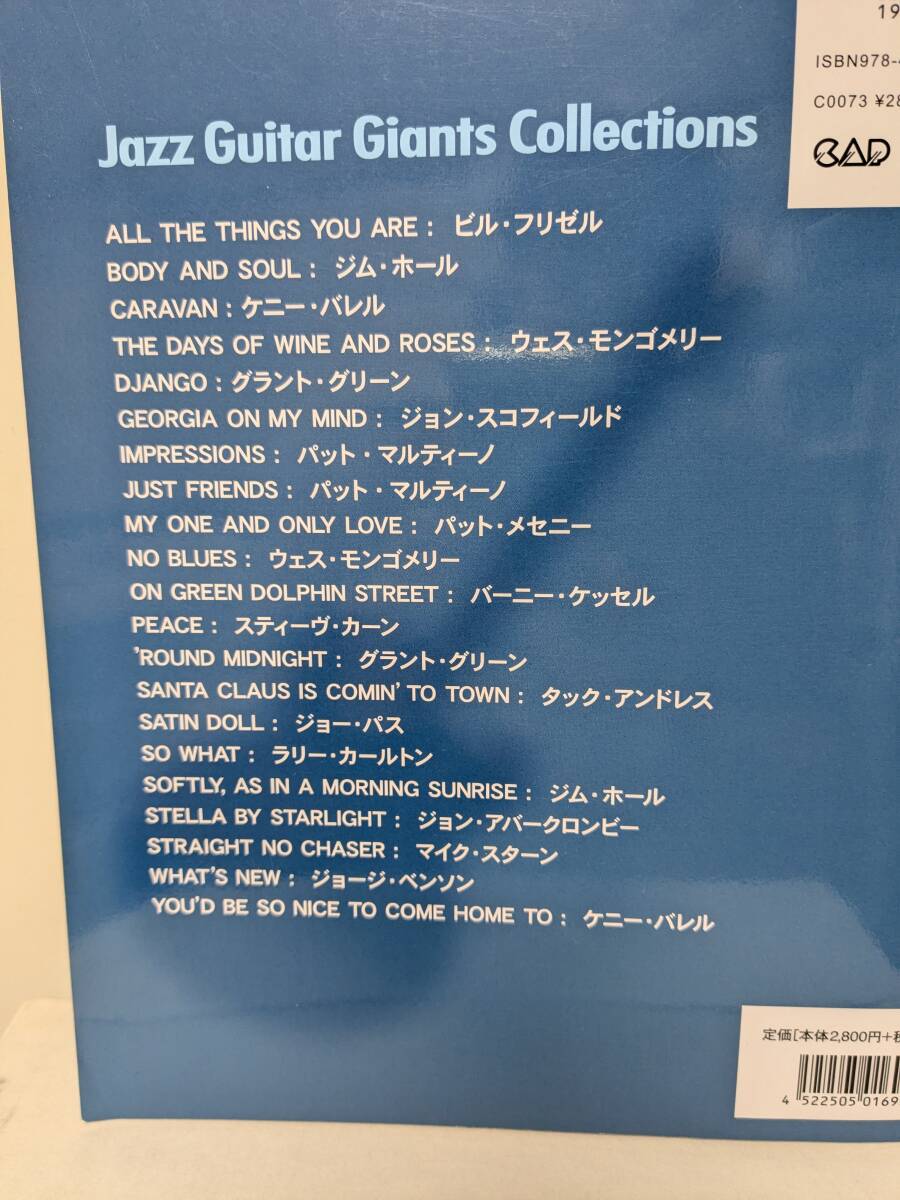 19
ISBN978-
C0073 ¥28
CAP
Jazz Guitar Giants Collections
ALL THE THINGS YOU ARE : ビル・フリゼル
BODY AND SOUL : ジム・ホール
CARAVAN : ケニー・バレル
THE DAYS OF WINE AND ROSES : ウェス・モンゴメリー
DJANGO : グラント・グリーン
GEORGIA ON MY MIND : ジョン・スコフィールド
IMPRESSIONS : パット・マルティーノ
JUST FRIENDS : パット・マルティーノ
MY ONE AND ONLY LOVE : パット・メセニー
NO BLUES : ウェス・モンゴメリー
ON GREEN DOLPHIN STREET : バーニー・ケッセル
PEACE : スティーヴ・カーン
'ROUND MIDNIGHT : グラント・グリーン
SANTA CLAUS IS COMIN' TO TOWN : タック・アンドレス
SATIN DOLL : ジョー・パス
SO WHAT : ラリー・カールトン
SOFTLY, AS IN A MORNING SUNRISE : ジム・ホール
STELLA BY STARLIGHT : ジョン・アバークロンビー
STRAIGHT NO CHASER : マイク・スターン
WHAT'S NEW : ジョージ・ベンソン
YOU'D BE SO NICE TO COME HOME TO : ケニー・バレル
定価[本体2,800円+税
4 522505 0169